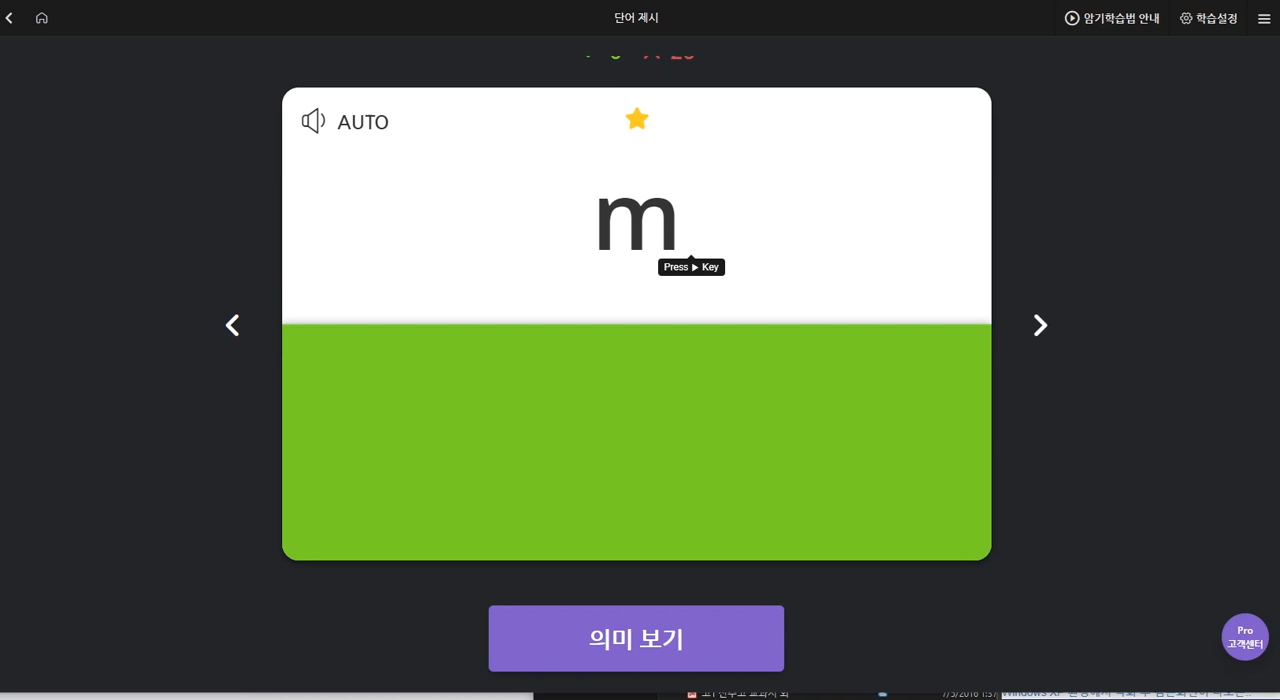 단어 제시
암기학습법 안내
학습설정
AUTO
m
Press ▶ Key
의미 보기
Pro
고객센터